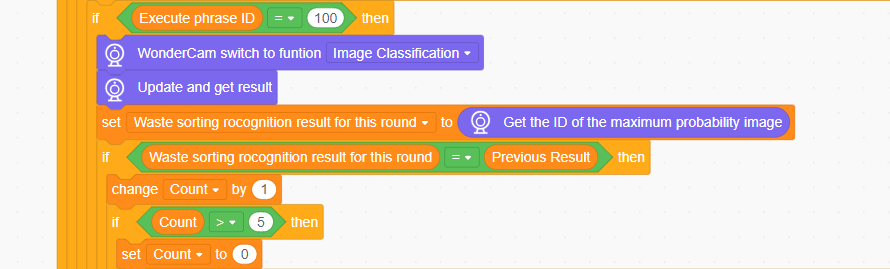 if Execute phrase ID = 100 then
WonderCam switch to funtion Image Classification
Update and get result
set Waste sorting rocognition result for this round to Get the ID of the maximum probability image
if Waste sorting rocognition result for this round = Previous Result then
change Count by 1
if Count > 5 then
set Count to 0